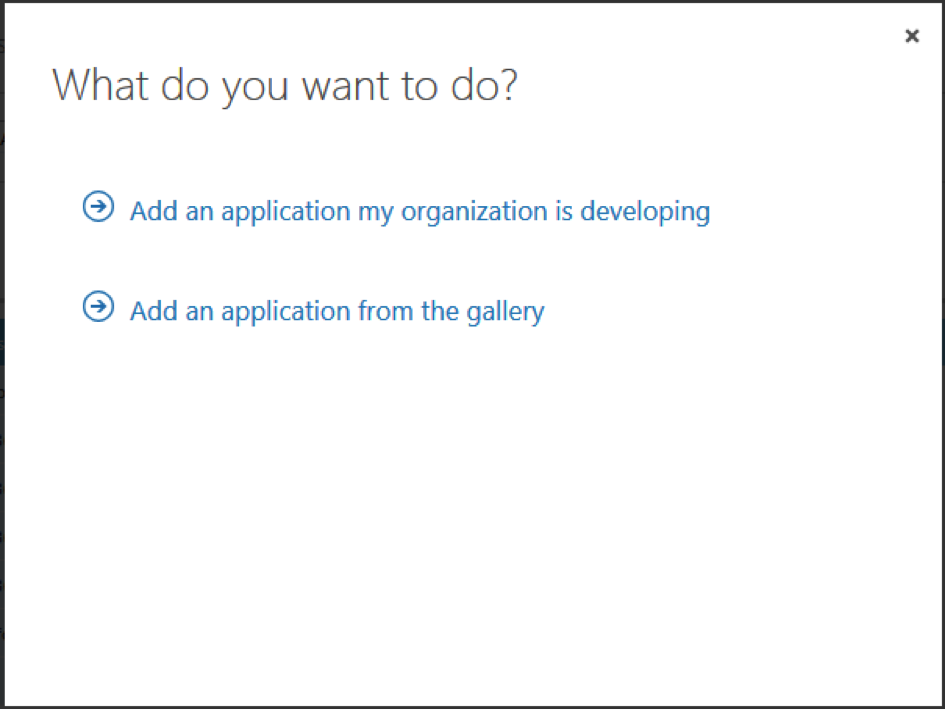 What do you want to do?
Add an application my organization is developing
Add an application from the gallery